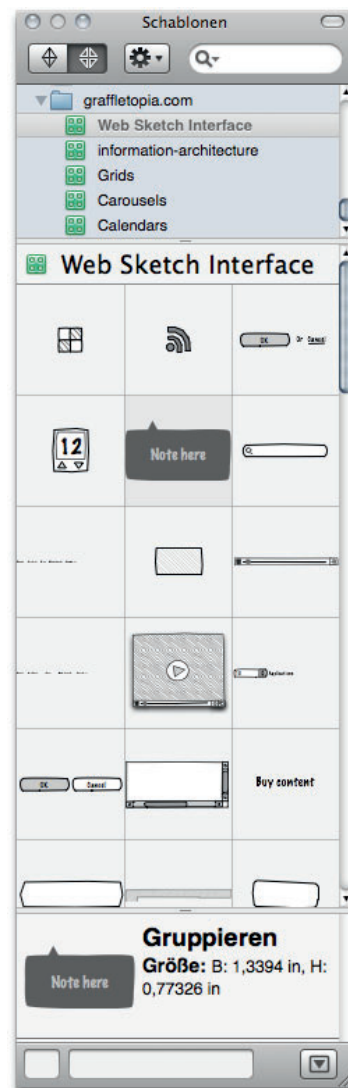 Schablonen
graffletopia.com
Web Sketch Interface
information-architecture
Grids
Carousels
Calendars
Web Sketch Interface
OK Or Cancel
12
Note here
OK Cancel
Buy content
Note here
Gruppieren
Größe: B: 1,3394 in, H:
0,77326 in